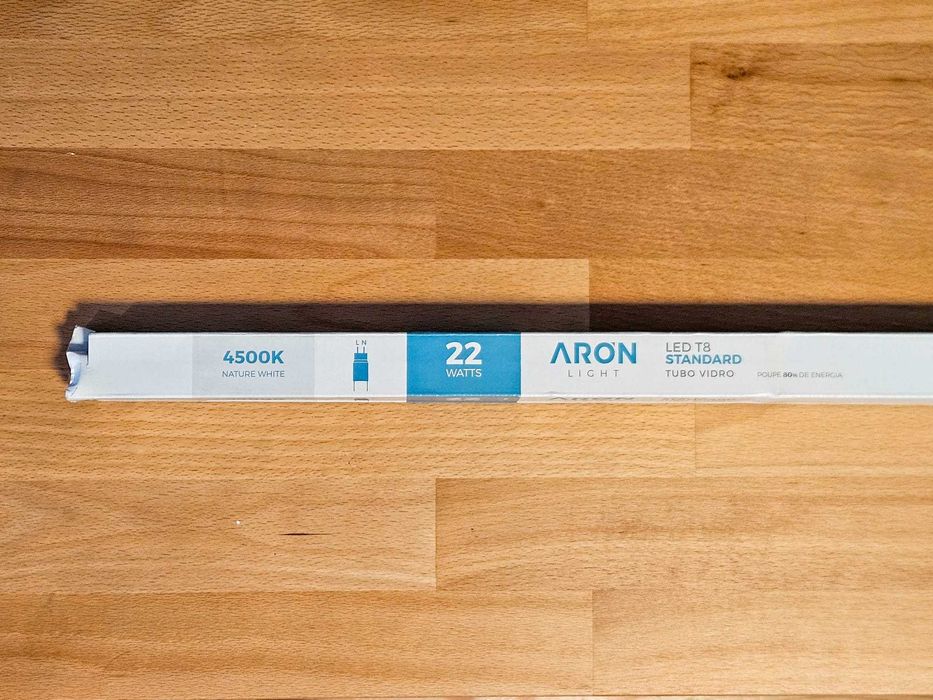 4500K
NATURE WHITE
L N
22
WATTS
ARON
LIGHT
LED T8
STANDARD
TUBO VIDRO
POUPE 80% DE ENERGIA